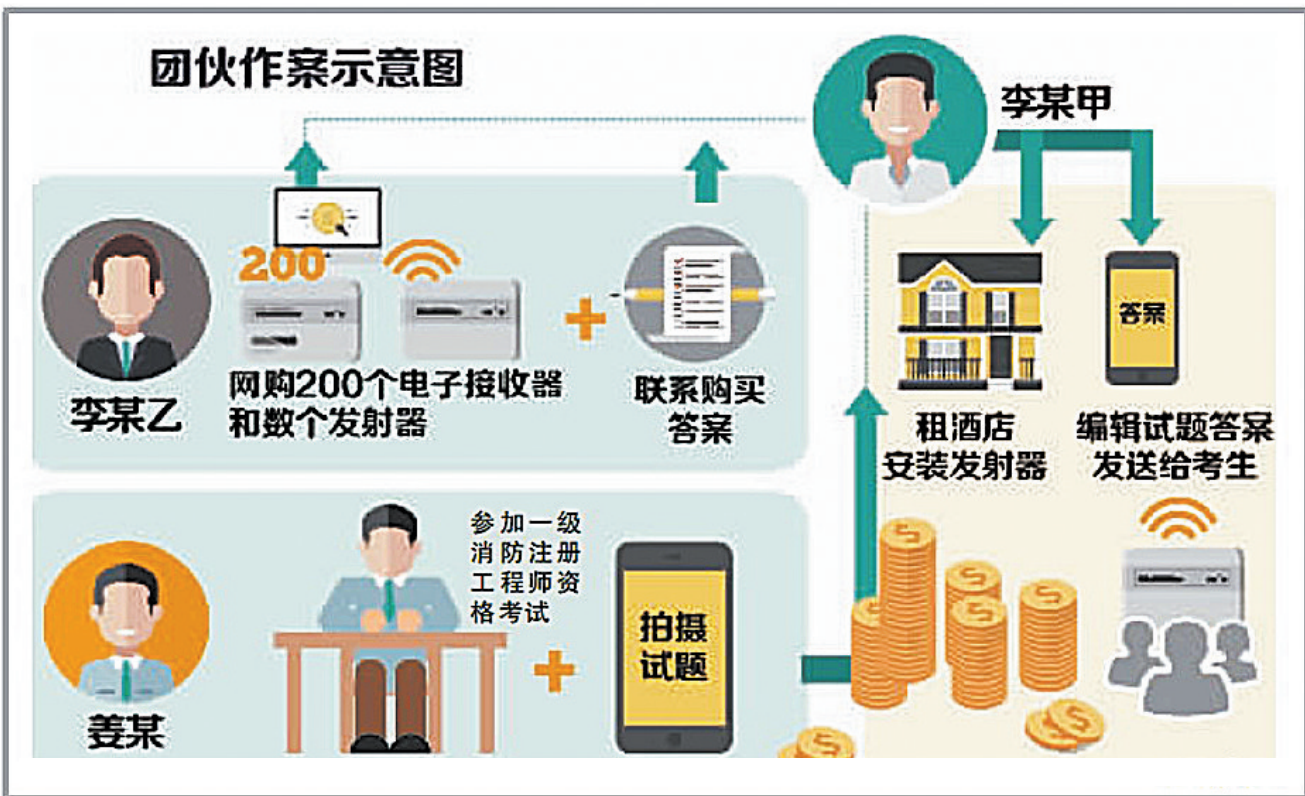 团伙作案示意图
李某甲
200
李某乙
网购200个电子接收器
和数个发射器
联系购买
答案
答案
租酒店
安装发射器
编辑试题答案
发送给考生
姜某
参加一级
消防注册
工程师资
格考试
拍摄
试题